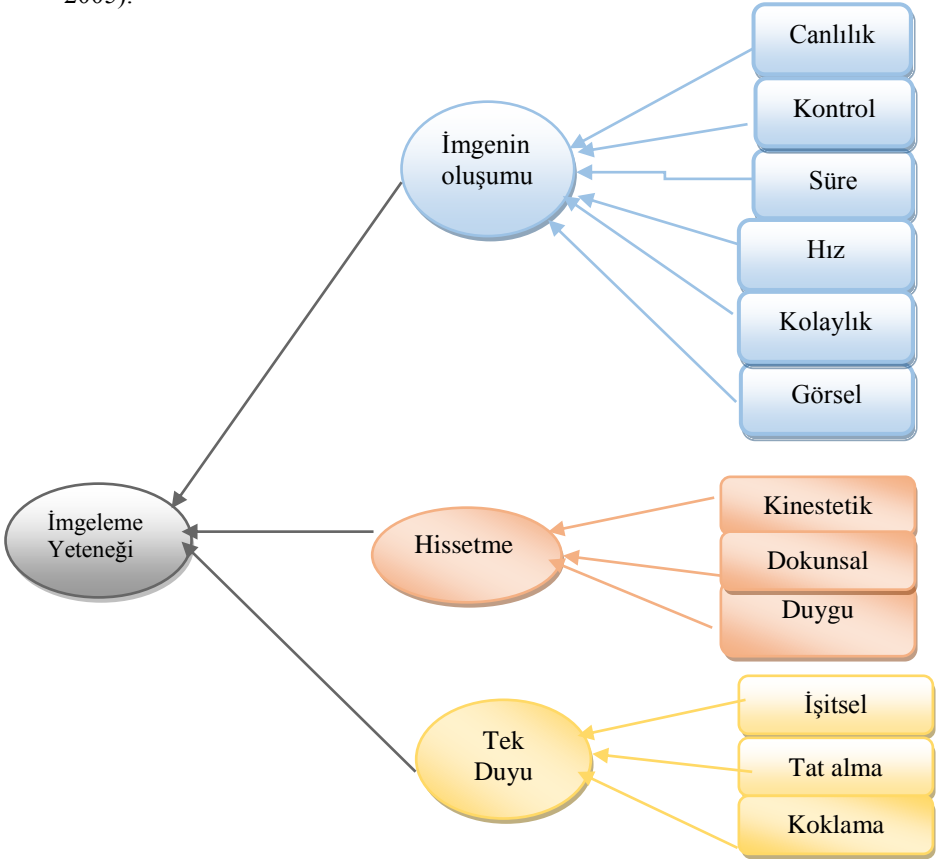 2005).
Canlılık
Kontrol
İmgenin
oluşumu
Süre
Hız
Kolaylık
Görsel
İmgeleme
Yeteneği
Hissetme
Kinestetik
Dokunsal
Duygu
Tek
Duyu
İşitsel
Tat alma
Koklama